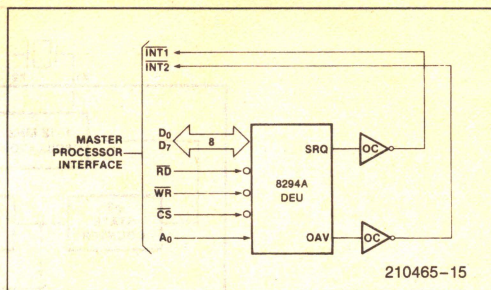 INT1
INT2
MASTER
PROCESSOR
INTERFACE
D0
D7
8
RD
WR
CS
A0
8294A
DEU
SRQ
OAV
OC
OC
210465-15